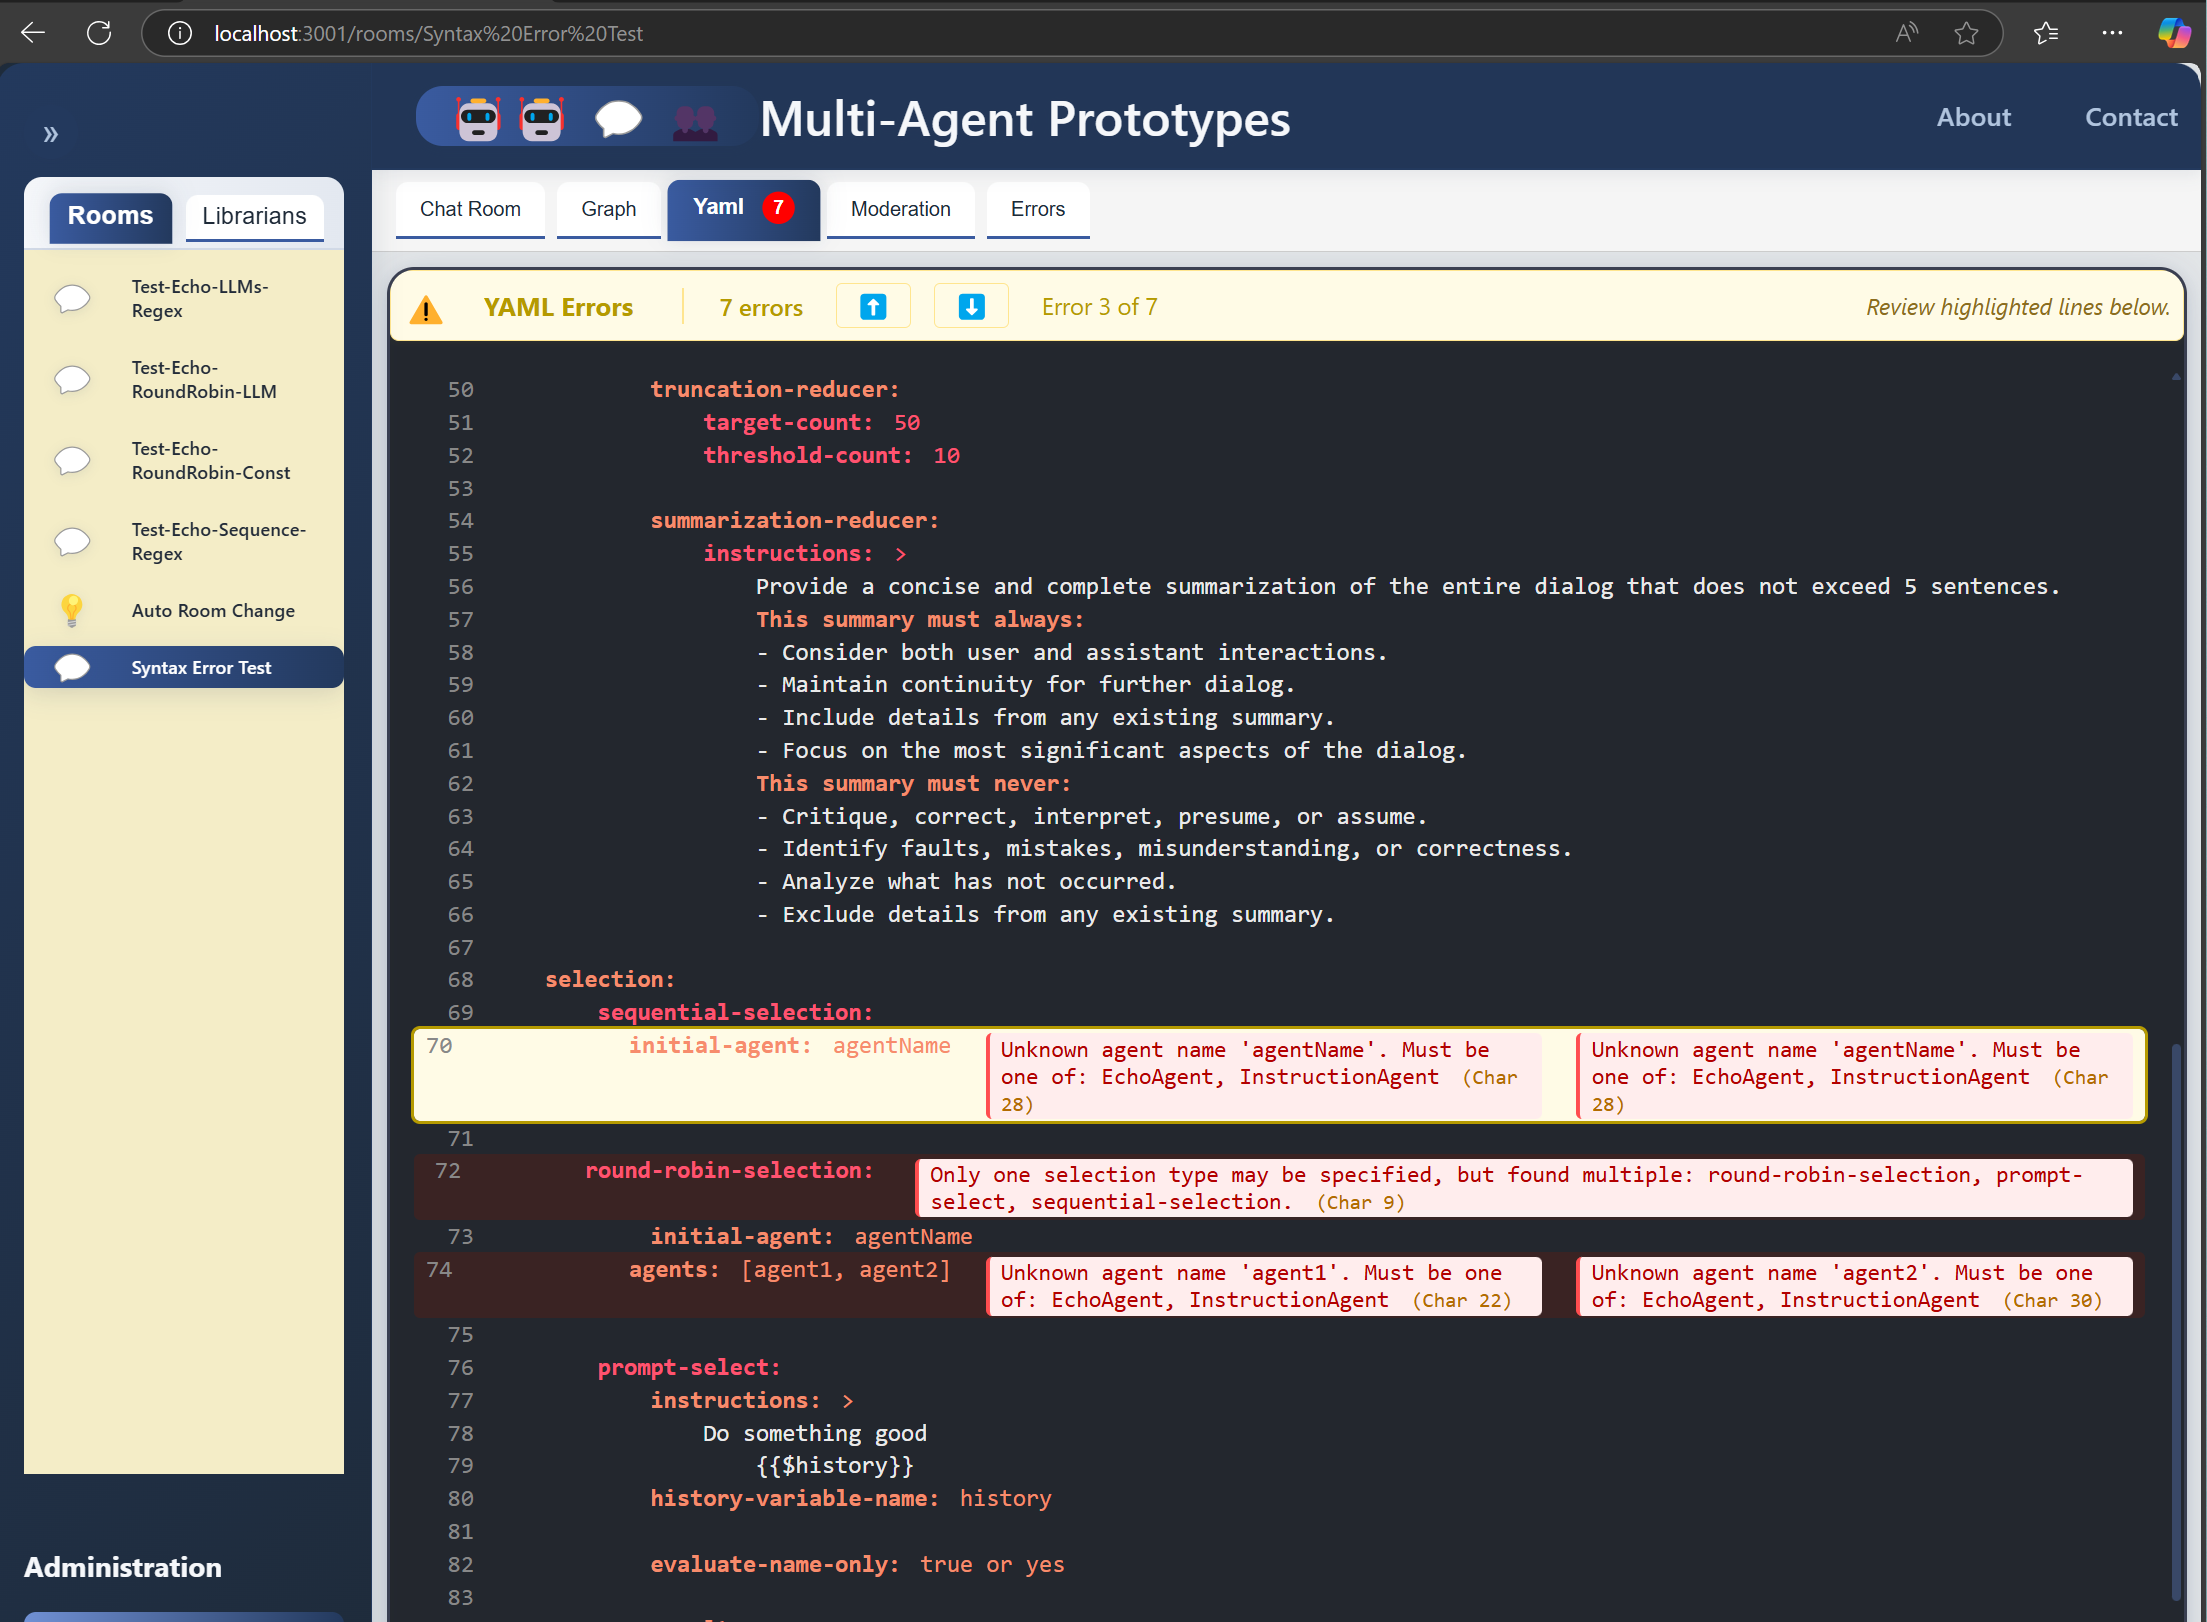 localhost:3001/rooms/Syntax%20Error%20Test
Multi-Agent Prototypes
About
Contact
»
Rooms
Librarians
Test-Echo-LLMs-
Regex
Test-Echo-
RoundRobin-LLM
Test-Echo-
RoundRobin-Const
Test-Echo-Sequence-
Regex
Auto Room Change
Syntax Error Test
Administration
Chat Room
Graph
Yaml 7
Moderation
Errors
YAML Errors
7 errors
Error 3 of 7
Review highlighted lines below.
50 truncation-reducer:
51 target-count: 50
52 threshold-count: 10
53
54 summarization-reducer:
55 instructions: >
56 Provide a concise and complete summarization of the entire dialog that does not exceed 5 sentences.
57 This summary must always:
58 - Consider both user and assistant interactions.
59 - Maintain continuity for further dialog.
60 - Include details from any existing summary.
61 - Focus on the most significant aspects of the dialog.
62 This summary must never:
63 - Critique, correct, interpret, presume, or assume.
64 - Identify faults, mistakes, misunderstanding, or correctness.
65 - Analyze what has not occurred.
66 - Exclude details from any existing summary.
67
68 selection:
69 sequential-selection:
70 initial-agent: agentName
Unknown agent name 'agentName'. Must be
one of: EchoAgent, InstructionAgent (Char
28)
Unknown agent name 'agentName'. Must be
one of: EchoAgent, InstructionAgent (Char
28)
71
72 round-robin-selection:
Only one selection type may be specified, but found multiple: round-robin-selection, prompt-
select, sequential-selection. (Char 9)
73 initial-agent: agentName
74 agents: [agent1, agent2]
Unknown agent name 'agent1'. Must be one
of: EchoAgent, InstructionAgent (Char 22)
Unknown agent name 'agent2'. Must be one
of: EchoAgent, InstructionAgent (Char 30)
75
76 prompt-select:
77 instructions: >
78 Do something good
79 {{$history}}
80 history-variable-name: history
81
82 evaluate-name-only: true or yes
83